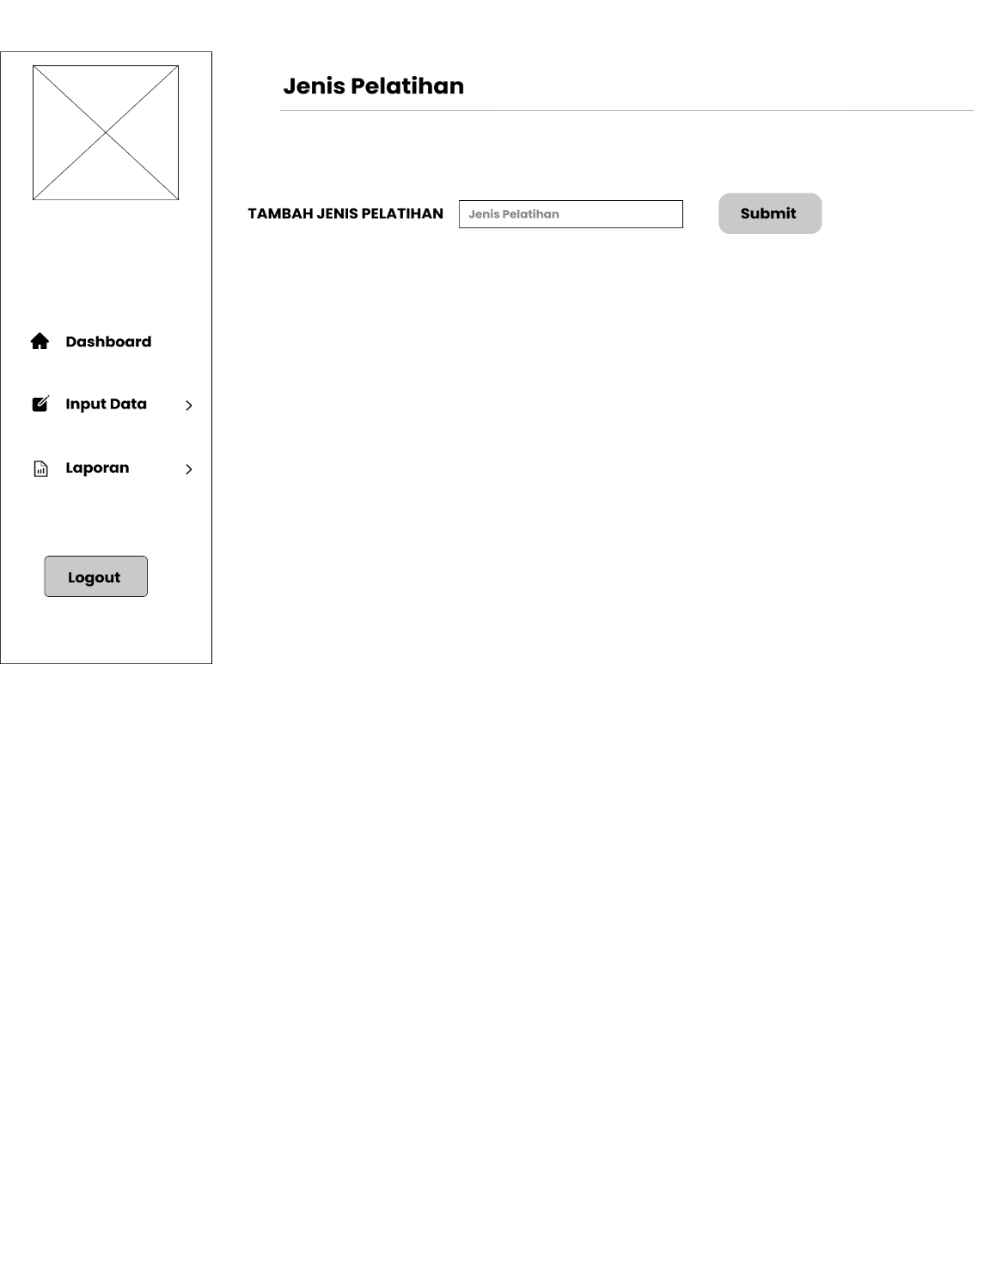 Jenis Pelatihan
TAMBAH JENIS PELATIHAN
Jenis Pelatihan
Submit
Dashboard
Input Data
Laporan
Logout